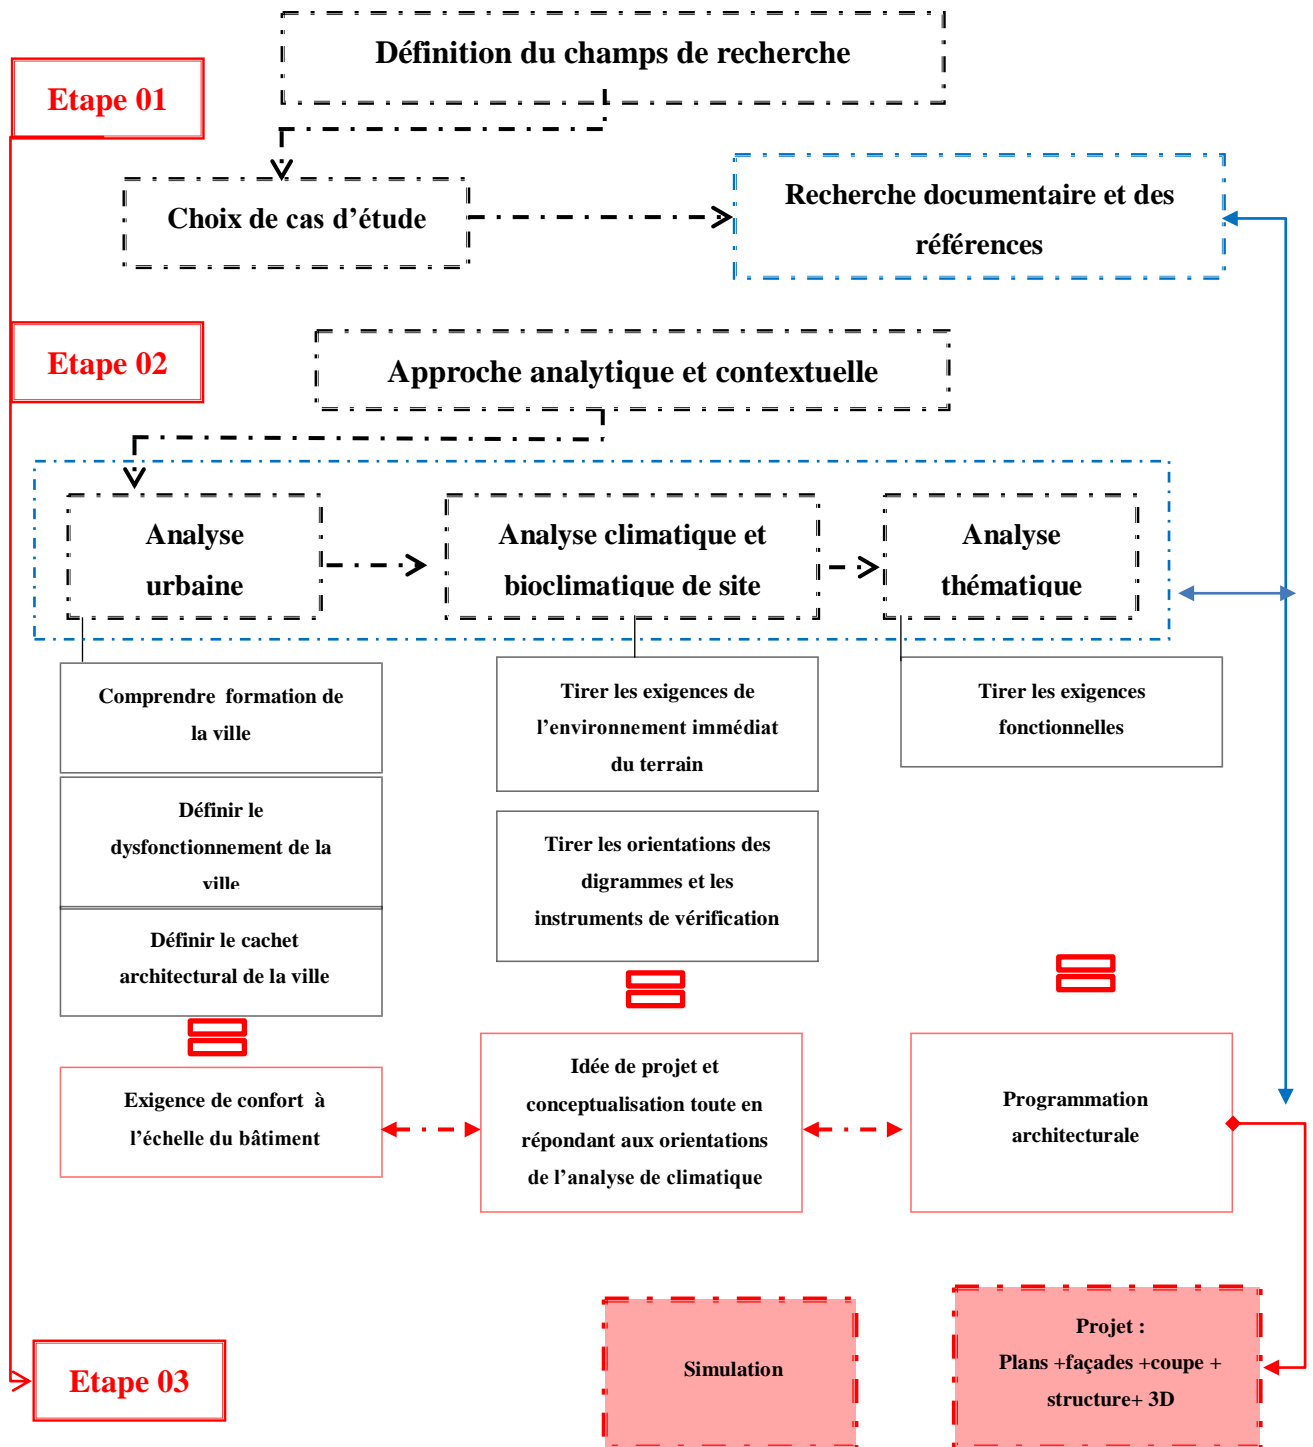 Définition du champs de recherche
Etape 01
Choix de cas d’étude
Recherche documentaire et des
références
Etape 02
Approche analytique et contextuelle
Analyse
urbaine
Analyse climatique et
bioclimatique de site
Analyse
thématique
Comprendre formation de
la ville
Tirer les exigences de
l’environnement immédiat
du terrain
Tirer les exigences
fonctionnelles
Définir le
dysfonctionnement de la
ville
Tirer les orientations des
digrammes et les
instruments de vérification
Définir le cachet
architectural de la ville
Exigence de confort à
l’échelle du bâtiment
Idée de projet et
conceptualisation toute en
répondant aux orientations
de l’analyse de climatique
Programmation
architecturale
Etape 03
Simulation
Projet :
Plans +façades +coupe +
structure+ 3D